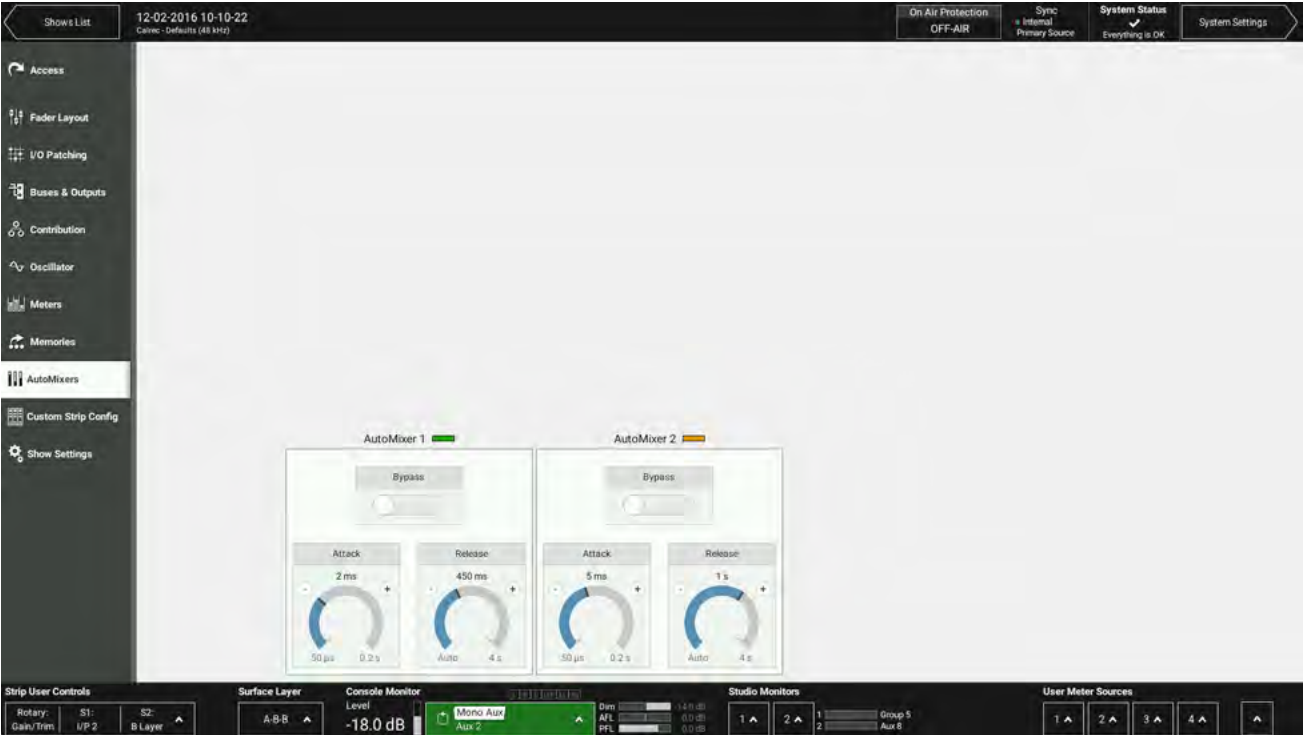 Shows List
12-02-2016 10-10-22
Calrec - Defaults (48 kHz)
On Air Protection
OFF-AIR
Sync
Internal
Primary Source
System Status
Everything is OK
System Settings
Access
Fader Layout
I/O Patching
Buses & Outputs
Contribution
Oscillator
Meters
Memories
AutoMixers
Custom Strip Config
Show Settings
AutoMixer 1
AutoMixer 2
Bypass
Bypass
Attack
Release
Attack
Release
2 ms
450 ms
5 ms
1 s
- +
- +
- +
- +
50 µs 0.2 s
Auto 4 s
50 µs 0.2 s
Auto 4 s
Strip User Controls
Rotary:
Gain/Trim
S1:
I/P 2
S2:
B Layer
Surface Layer
A-B-B
Console Monitor
Level
-18.0 dB
Mono Aux
Aux 2
Dim
AFL 0.0 dB
PFL 0.0 dB
Studio Monitors
1
2
1 Group 5
2 Aux 8
User Meter Sources
1
2
3
4